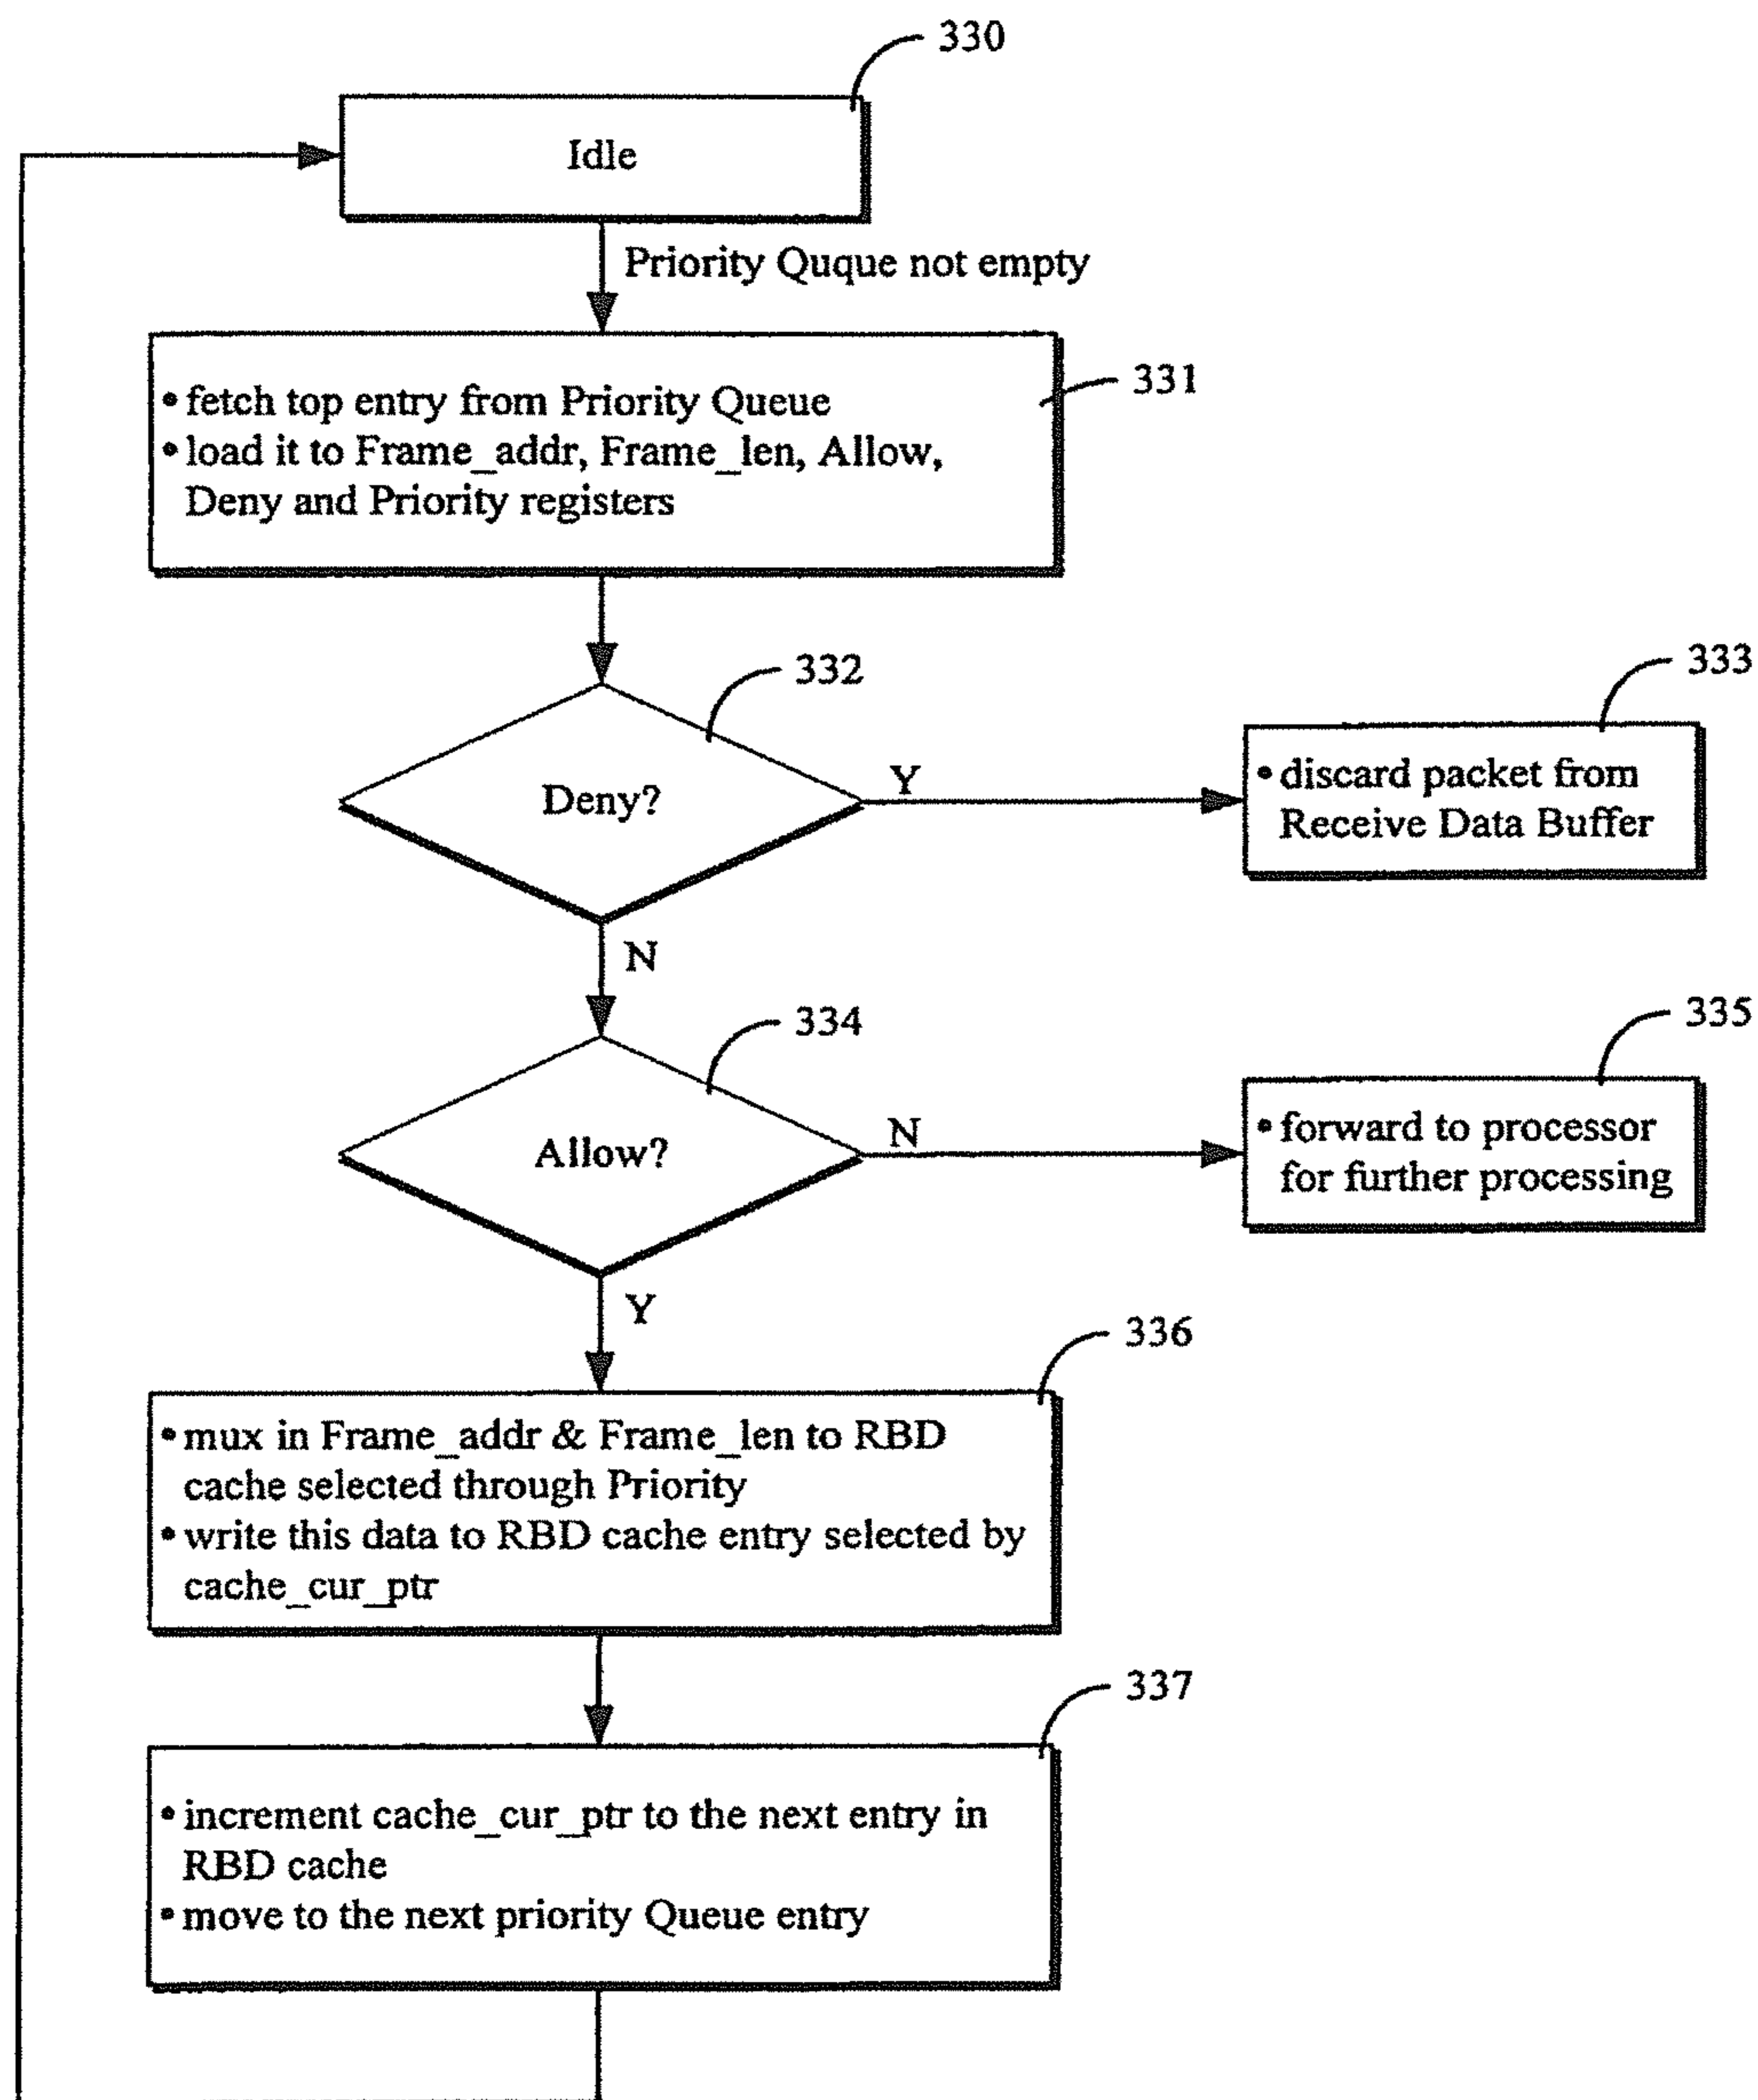 330
Idle
Priority Quque not empty
331
• fetch top entry from Priority Queue
• load it to Frame_addr, Frame_len, Allow,
Deny and Priority registers
332
333
Deny?
Y
• discard packet from
Receive Data Buffer
N
334
335
Allow?
N
• forward to processor
for further processing
Y
336
• mux in Frame_addr & Frame_len to RBD
cache selected through Priority
• write this data to RBD cache entry selected by
cache_cur_ptr
337
• increment cache_cur_ptr to the next entry in
RBD cache
• move to the next priority Queue entry